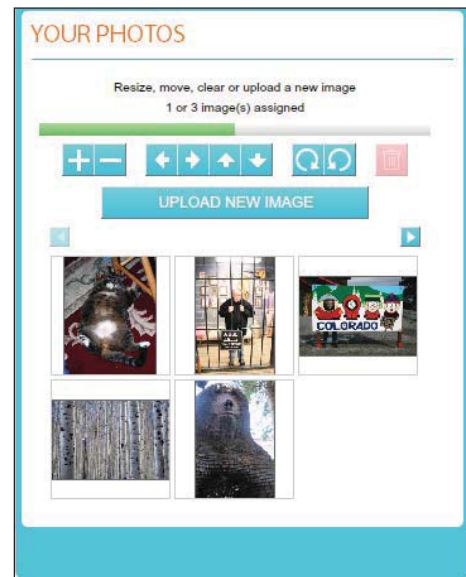 YOUR PHOTOS
Resize, move, clear or upload a new image
1 or 3 image(s) assigned
UPLOAD NEW IMAGE
COLORADO